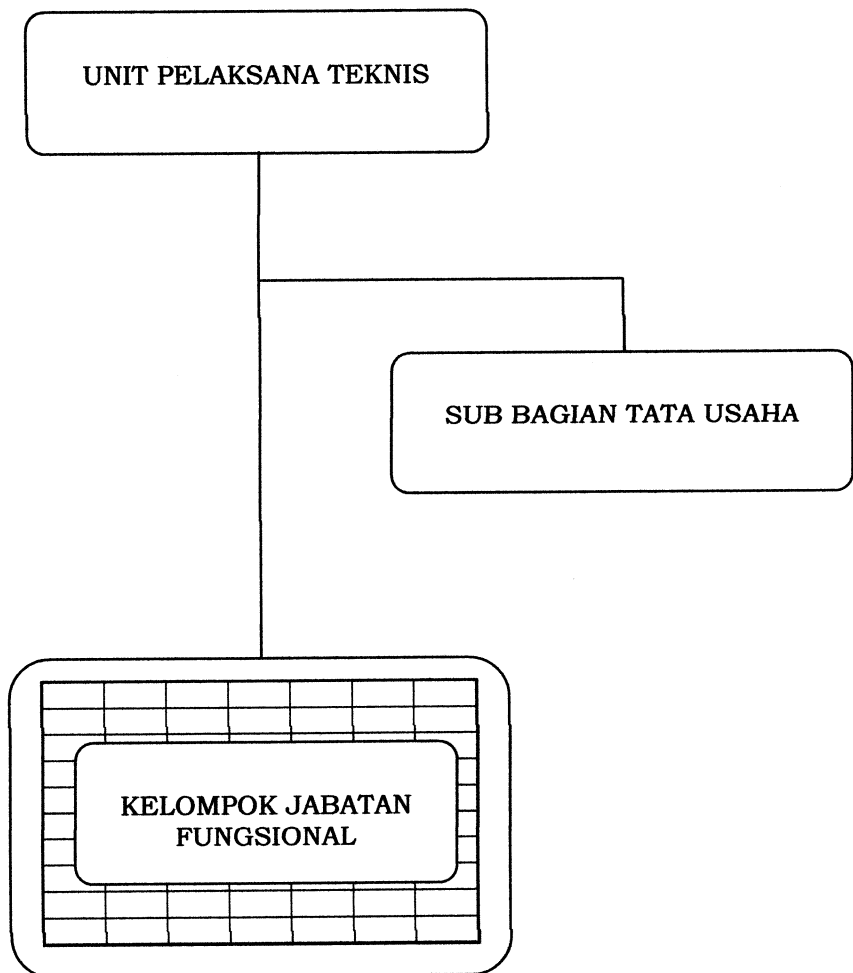 UNIT PELAKSANA TEKNIS
SUB BAGIAN TATA USAHA
KELOMPOK JABATAN
FUNGSIONAL